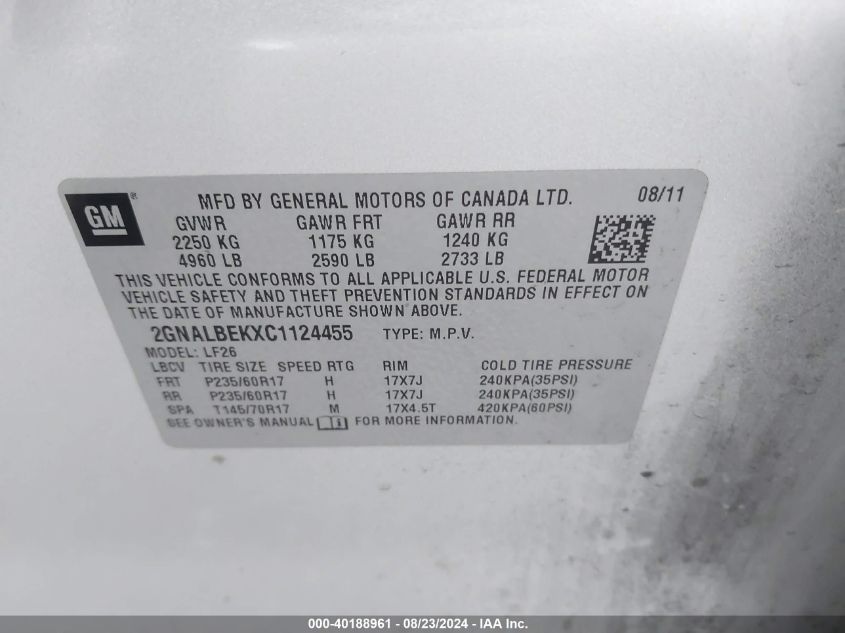 GM ® MFD BY GENERAL MOTORS OF CANADA LTD. 08/11
GVWR GAWR FRT GAWR RR
2250 KG 1175 KG 1240 KG
4960 LB 2590 LB 2733 LB
THIS VEHICLE CONFORMS TO ALL APPLICABLE U.S. FEDERAL MOTOR
VEHICLE SAFETY AND THEFT PREVENTION STANDARDS IN EFFECT ON
THE DATE OF MANUFACTURE SHOWN ABOVE.
2GNALBEKXC1124455 TYPE: M.P.V.
MODEL: LF26
LBCV TIRE SIZE SPEED RTG RIM COLD TIRE PRESSURE
FRT P235/60R17 H 17X7J 240KPA(35PSI)
RR P235/60R17 H 17X7J 240KPA(35PSI)
SPA T145/70R17 M 17X4.5T 420KPA(60PSI)
SEE OWNER'S MANUAL i FOR MORE INFORMATION.
000-40188961 - 08/23/2024 - IAA Inc.